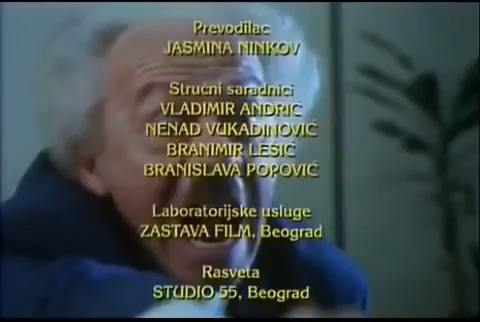 Prevodilac
JASMINA NINKOV
Stručni saradnici
VLADIMIR ANDRIĆ
NENAD VUKADINOVIĆ
BRANIMIR LEŠIĆ
BRANISLAVA POPOVIĆ
Laboratorijske usluge
ZASTAVA FILM, Beograd
Rasveta
STUDIO 55, Beograd